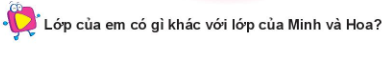 Lớp của em có gì khác với lớp của Minh và Hoa?